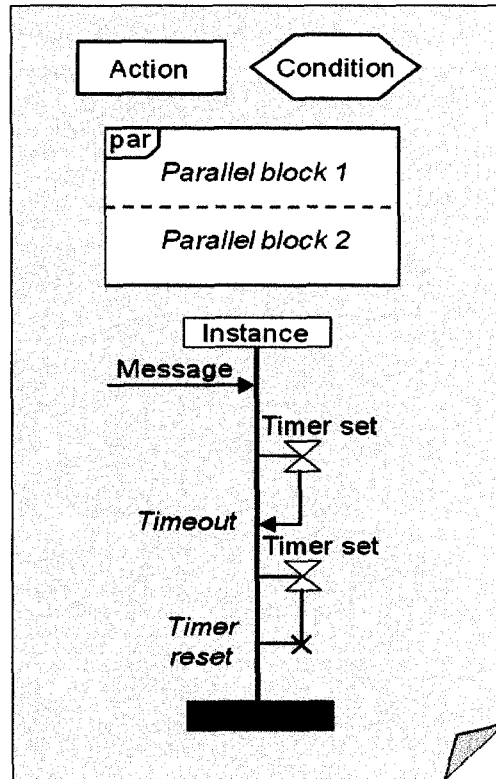 Action
Condition
par
Parallel block 1
Parallel block 2
Instance
Message
Timer set
Timeout
Timer set
Timer
reset